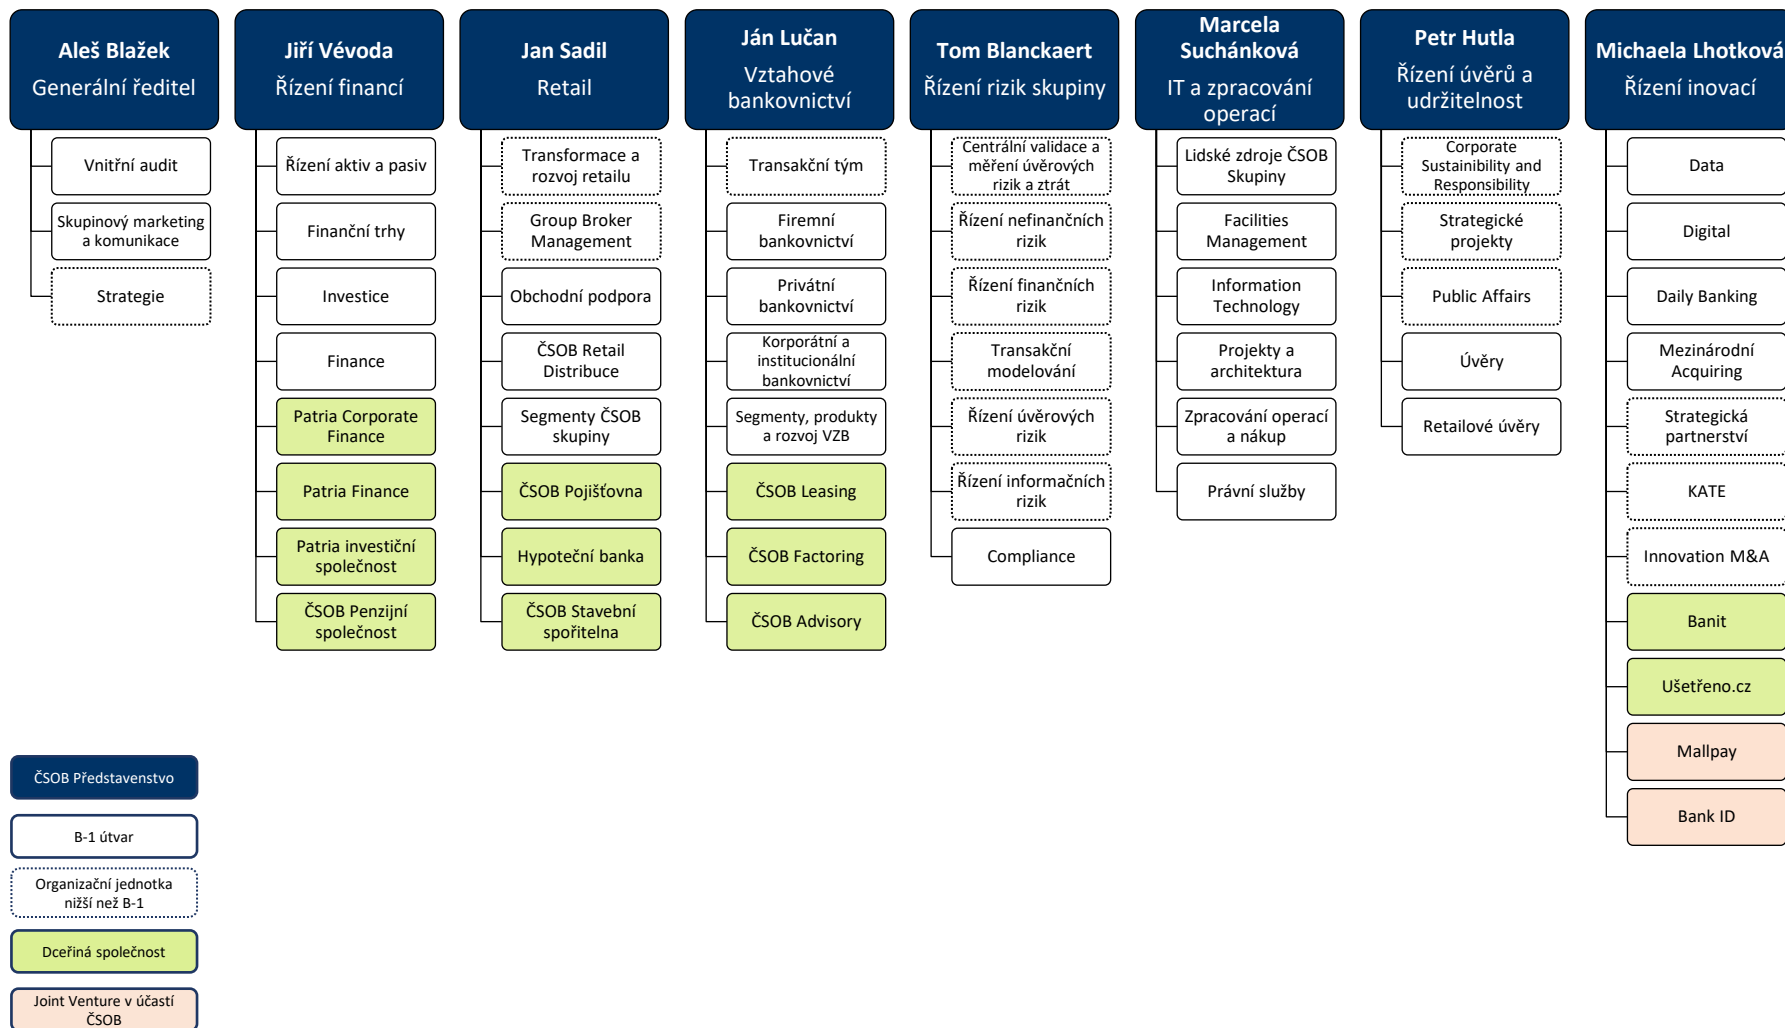 Aleš Blažek
Generální ředitel
Vnitřní audit
Skupinový marketing
a komunikace
Strategie
Jiří Vévoda
Řízení financí
Řízení aktiv a pasiv
Finanční trhy
Investice
Finance
Patria Corporate
Finance
Patria Finance
Patria investiční
společnost
ČSOB Penzijní
společnost
Jan Sadil
Retail
Transformace a
rozvoj retailu
Group Broker
Management
Obchodní podpora
ČSOB Retail
Distribuce
Segmenty ČSOB
skupiny
ČSOB Pojišťovna
Hypoteční banka
ČSOB Stavební
spořitelna
Ján Lučan
Vztahové
bankovnictví
Transakční tým
Firemní
bankovnictví
Privátní
bankovnictví
Korporátní a
institucionální
bankovnictví
Segmenty, produkty
a rozvoj VZB
ČSOB Leasing
ČSOB Factoring
ČSOB Advisory
Tom Blanckaert
Řízení rizik skupiny
Centrální validace a
měření úvěrových
rizik a ztrát
Řízení nefinančních
rizik
Řízení finančních
rizik
Transakční
modelování
Řízení úvěrových
rizik
Řízení informačních
rizik
Compliance
Marcela
Suchánková
IT a zpracování
operací
Lidské zdroje ČSOB
Skupiny
Facilities
Management
Information
Technology
Projekty a
architektura
Zpracování operací
a nákup
Právní služby
Petr Hutla
Řízení úvěrů a
udržitelnost
Corporate
Sustainibility and
Responsibility
Strategické
projekty
Public Affairs
Úvěry
Retailové úvěry
Michaela Lhotková
Řízení inovací
Data
Digital
Daily Banking
Mezinárodní
Acquiring
Strategická
partnerství
KATE
Innovation M&A
Banit
Ušetřeno.cz
Mallpay
Bank ID
ČSOB Představenstvo
B-1 útvar
Organizační jednotka
nižší než B-1
Dceřiná společnost
Joint Venture v účastí
ČSOB